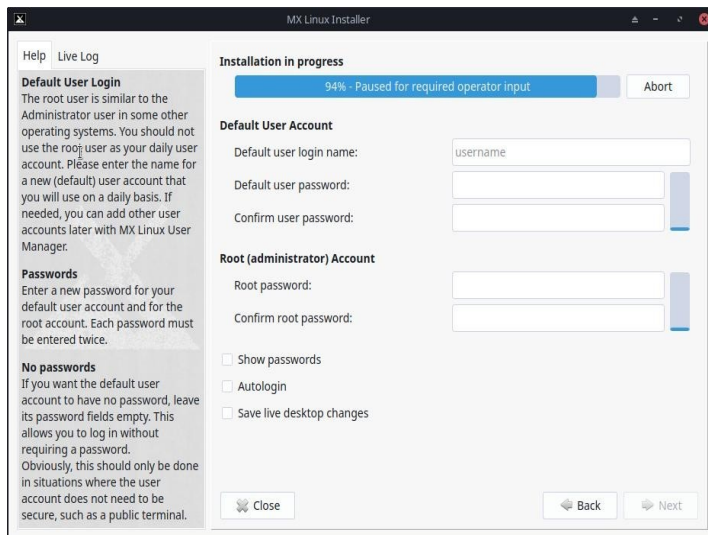 MX Linux Installer
Help
Live Log
Default User Login
The root user is similar to the
Administrator user in some other
operating systems. You should not
use the root user as your daily user
account. Please enter the name for
a new (default) user account that
you will use on a daily basis. If
needed, you can add other user
accounts later with MX Linux User
Manager.
Passwords
Enter a new password for your
default user account and for the
root account. Each password must
be entered twice.
No passwords
If you want the default user
account to have no password, leave
its password fields empty. This
allows you to log in without
requiring a password.
Obviously, this should only be done
in situations where the user
account does not need to be
secure, such as a public terminal.
Installation in progress
94% - Paused for required operator input
Abort
Default User Account
Default user login name:
username
Default user password:
Confirm user password:
Root (administrator) Account
Root password:
Confirm root password:
Show passwords
Autologin
Save live desktop changes
Close
Back
Next